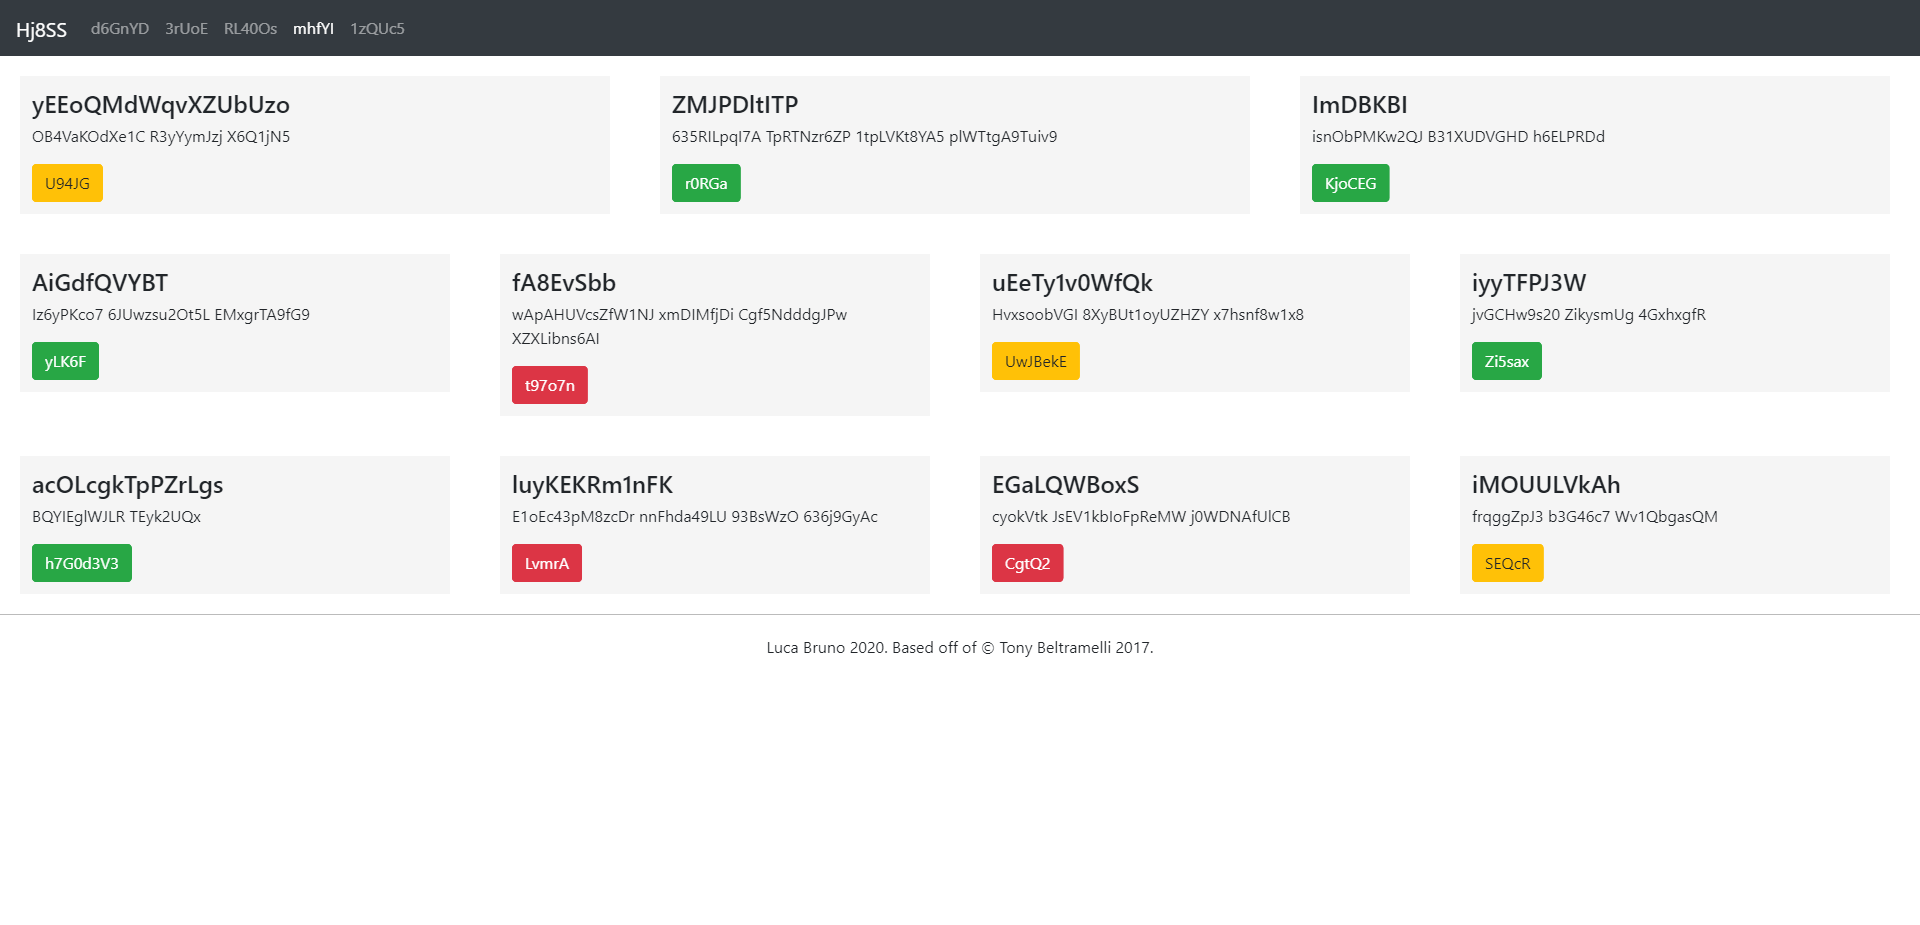 Hj8SS d6GnYD 3rUoE RL40Os mhfYI 1zQUc5
yEEoQMdWqvXZUbUzo
OB4VaKOdXe1C R3yYymJzj X6Q1jN5
U94JG
ZMJPDltITP
635RILpqI7A TpRTNzr6ZP 1tpLVKt8YA5 plWTtgA9Tuiv9
r0RGa
ImDBKBI
isnObPMKw2QJ B31XUDVGHD h6ELPRDd
KjoCEG
AiGdfQVYBT
Iz6yPKco7 6JUwzsu2Ot5L EMxgrTA9fG9
yLK6F
fA8EvSbb
wApAHUVcsZfW1NJ xmDIMfjDi Cgf5NdddgJPw
XZXLibns6AI
t97o7n
uEeTy1v0WfQk
HvxsoobVGI 8XyBUt1oyUZHZY x7hsnf8w1x8
UwJBekE
iyyTFPJ3W
jvGCHw9s20 ZikysmUg 4GxhxgfR
Zi5sax
acOLcgkTpPZrLgs
BQYIEglWJLR TEyk2UQx
h7G0d3V3
luyKEKRm1nFK
E1oEc43pM8zcDr nnFhda49LU 93BsWzO 636j9GyAc
LvmrA
EGaLQWBoxS
cyokVtk JsEV1kbIoFpReMW j0WDNAfUlCB
CgtQ2
iMOUULVkAh
frqggZpJ3 b3G46c7 Wv1QbgasQM
SEQcR
Luca Bruno 2020. Based off of © Tony Beltramelli 2017.